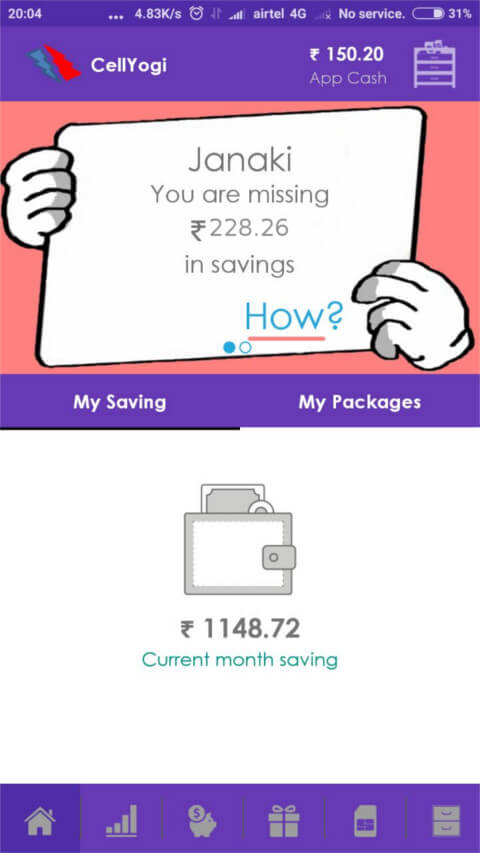 20:04 ... 4.83K/s airtel 4G No service. 31%
CellYogi
₹ 150.20
App Cash
Janaki
You are missing
₹228.26
in savings
How?
My Saving My Packages
₹ 1148.72
Current month saving